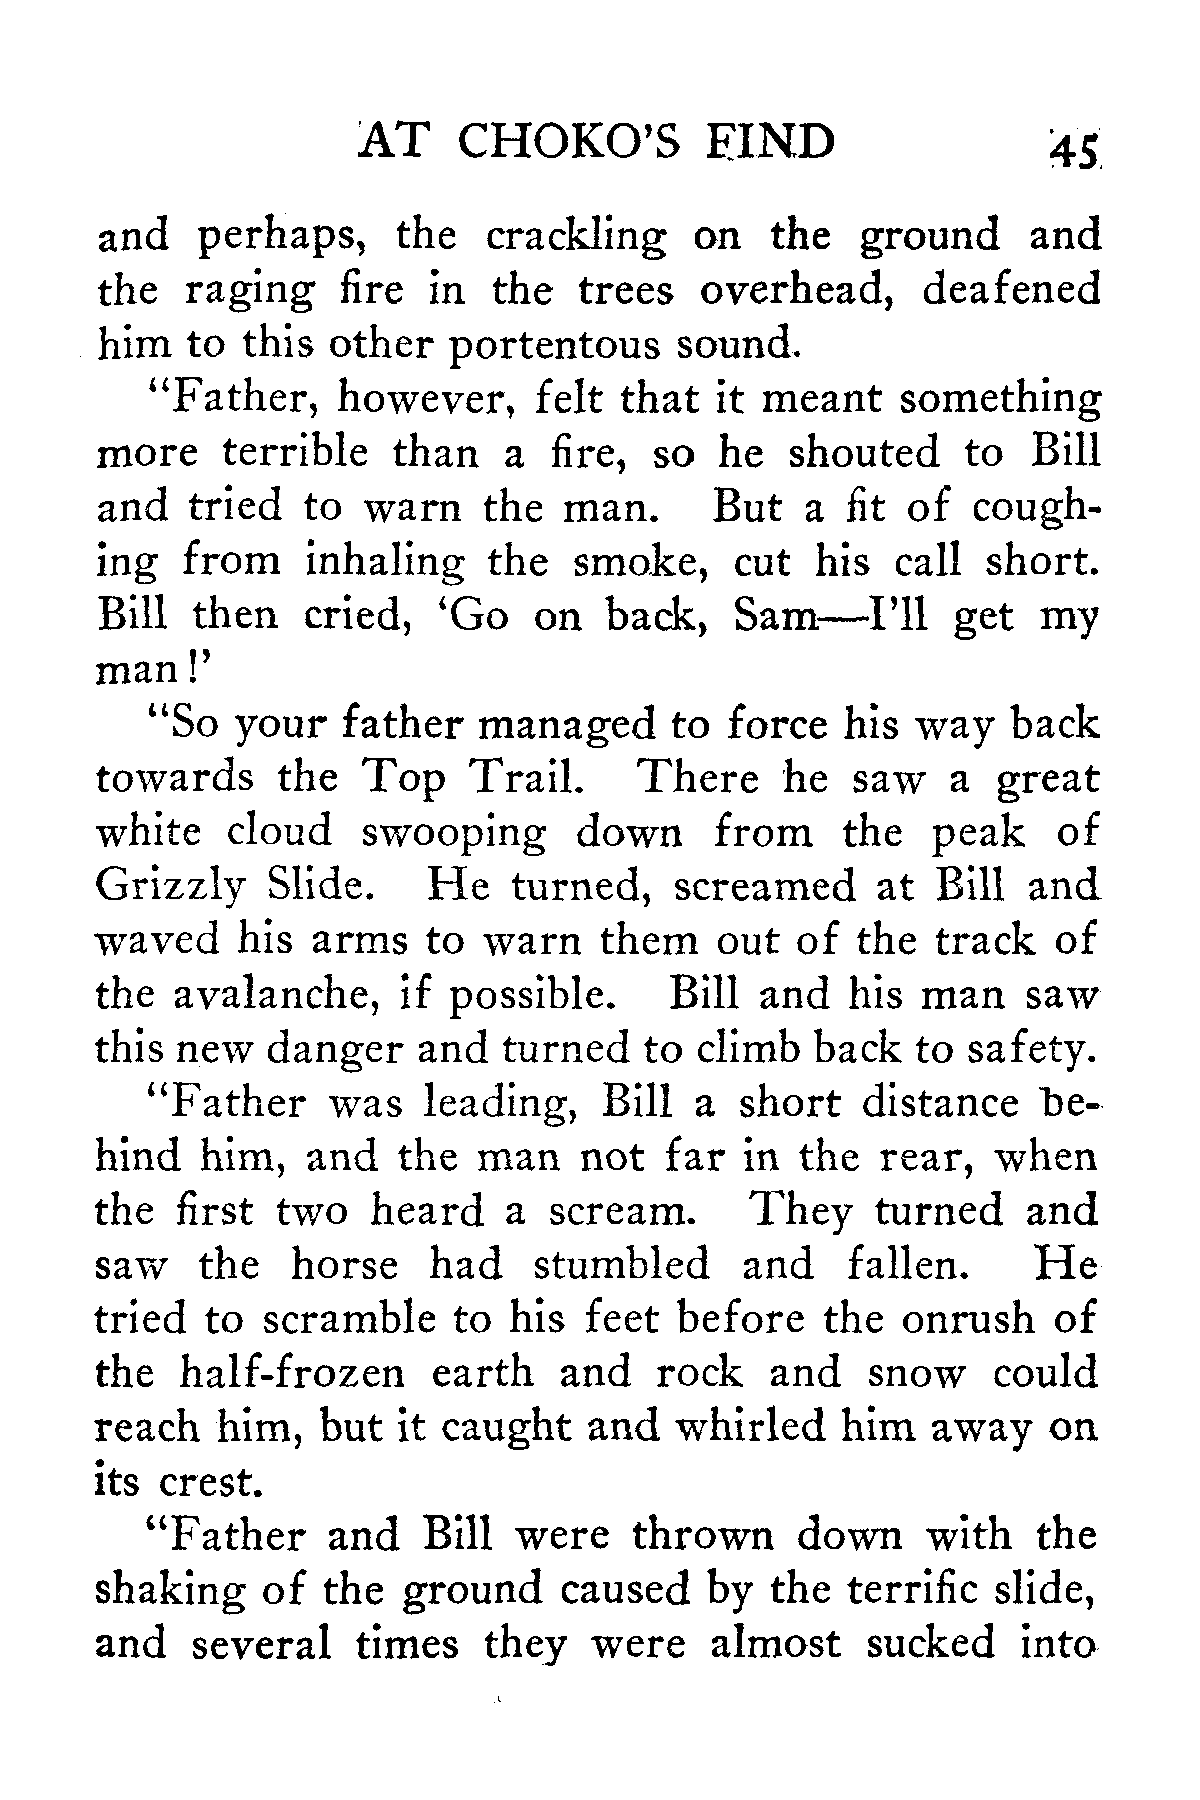 AT CHOKO'S FIND 45
and perhaps, the crackling on the ground and
the raging fire in the trees overhead, deafened
him to this other portentous sound.
“Father, however, felt that it meant something
more terrible than a fire, so he shouted to Bill
and tried to warn the man. But a fit of cough-
ing from inhaling the smoke, cut his call short.
Bill then cried, ‘Go on back, Sam—I’ll get my
man!’
“So your father managed to force his way back
towards the Top Trail. There he saw a great
white cloud swooping down from the peak of
Grizzly Slide. He turned, screamed at Bill and
waved his arms to warn them out of the track of
the avalanche, if possible. Bill and his man saw
this new danger and turned to climb back to safety.
“Father was leading, Bill a short distance be-
hind him, and the man not far in the rear, when
the first two heard a scream. They turned and
saw the horse had stumbled and fallen. He
tried to scramble to his feet before the onrush of
the half-frozen earth and rock and snow could
reach him, but it caught and whirled him away on
its crest.
“Father and Bill were thrown down with the
shaking of the ground caused by the terrific slide,
and several times they were almost sucked into